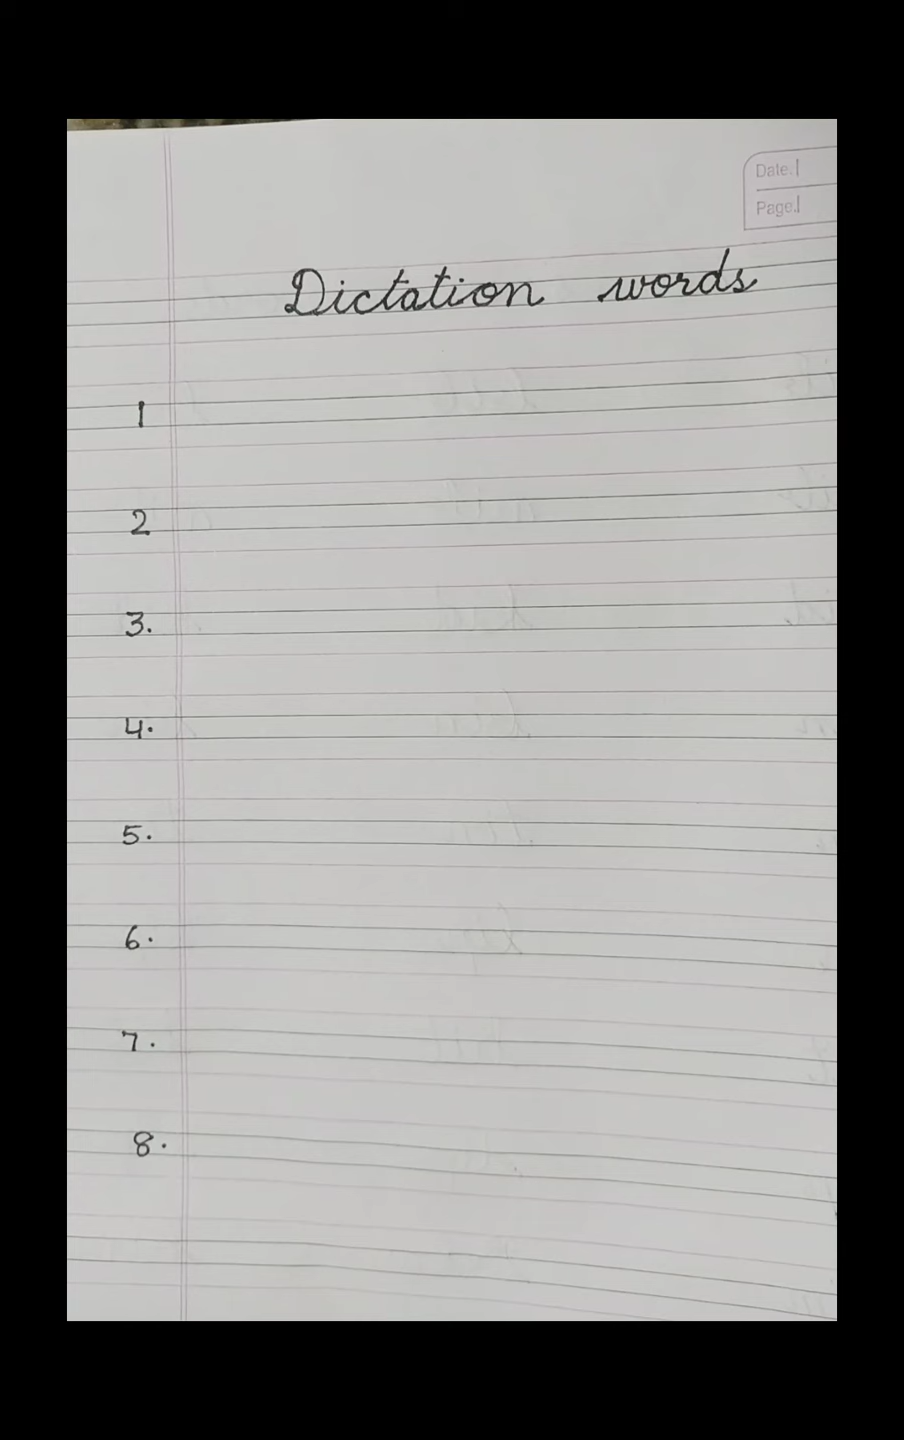 Date.
Page.
Dictation words
1
2
3.
4.
5.
6.
7.
8.